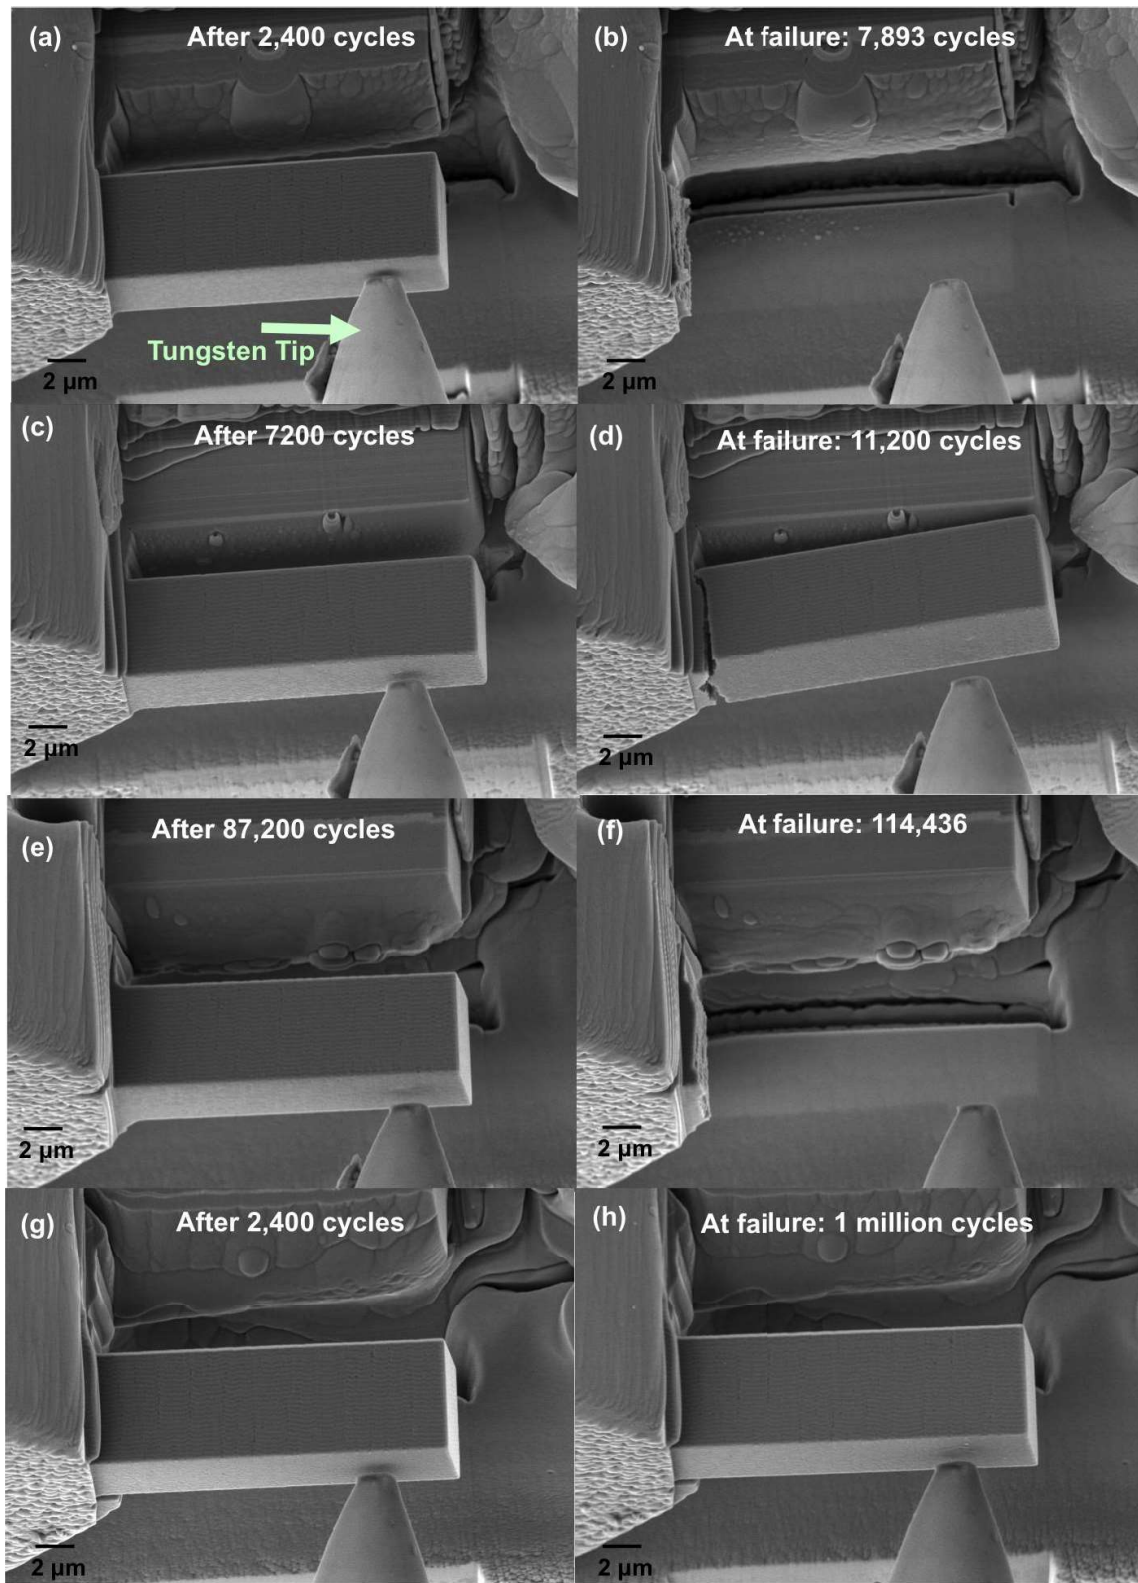 (a)
After 2,400 cycles
(b)
At failure: 7,893 cycles
Tungsten Tip
2 µm
2 µm
(c)
After 7200 cycles
(d)
At failure: 11,200 cycles
2 µm
2 µm
(e)
After 87,200 cycles
(f)
At failure: 114,436
2 µm
2 µm
(g)
After 2,400 cycles
(h)
At failure: 1 million cycles
2 µm
2 µm